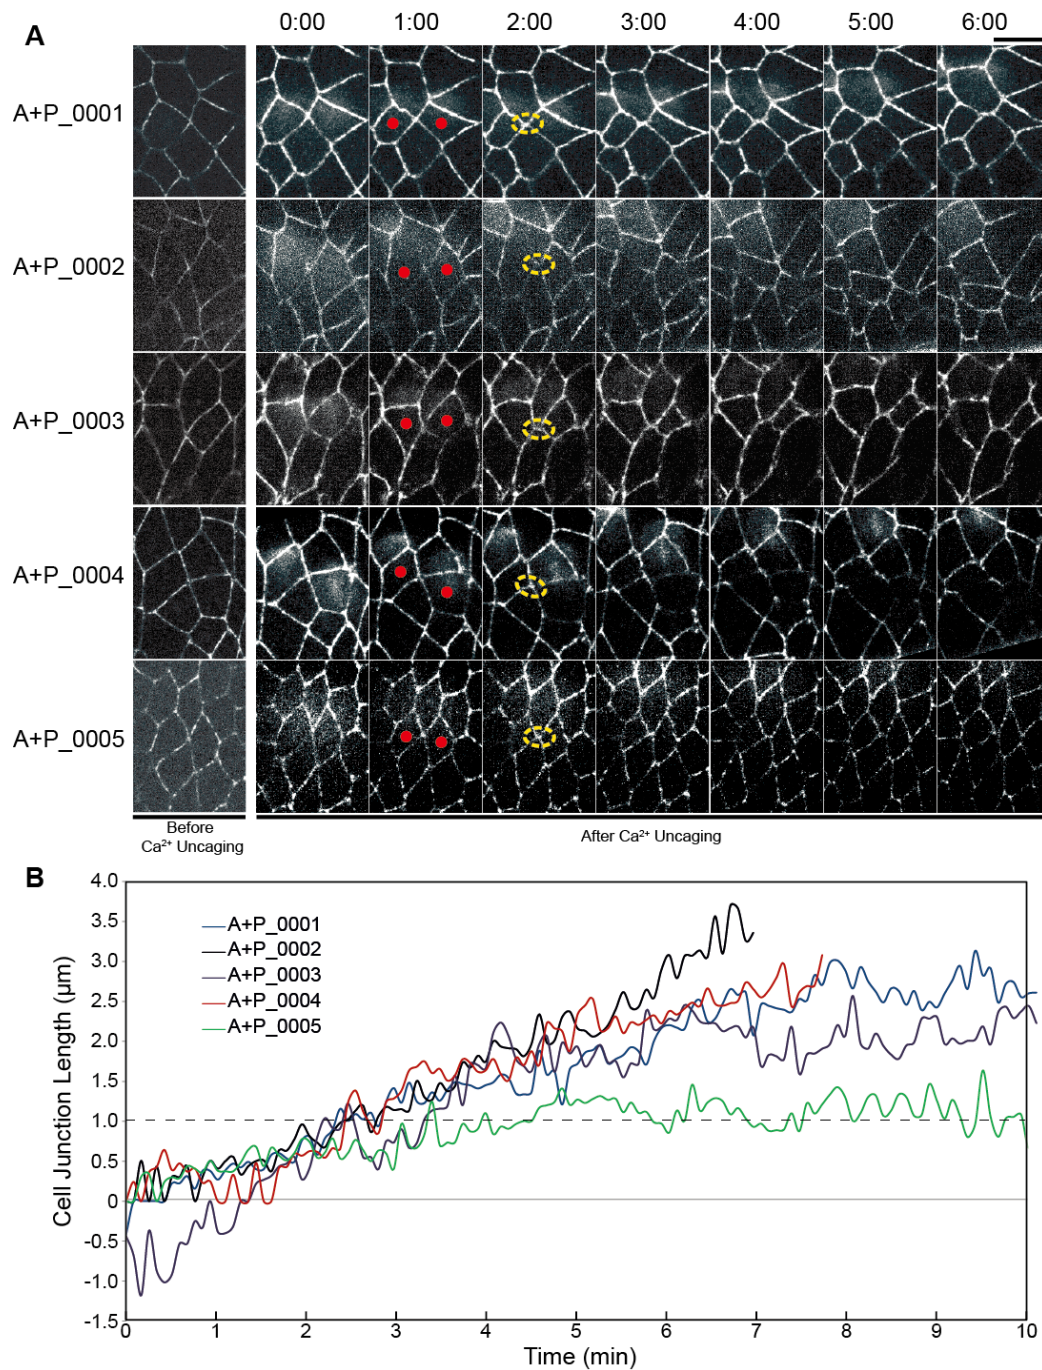 A
0:00 1:00 2:00 3:00 4:00 5:00 6:00
A+P_0001
A+P_0002
A+P_0003
A+P_0004
A+P_0005
Before
Ca²⁺ Uncaging
After Ca²⁺ Uncaging
B
Cell Junction Length (µm)
4.0
3.5
3.0
2.5
2.0
1.5
1.0
0.5
0
-0.5
-1.0
-1.5
A+P_0001
A+P_0002
A+P_0003
A+P_0004
A+P_0005
0 1 2 3 4 5 6 7 8 9 10
Time (min)